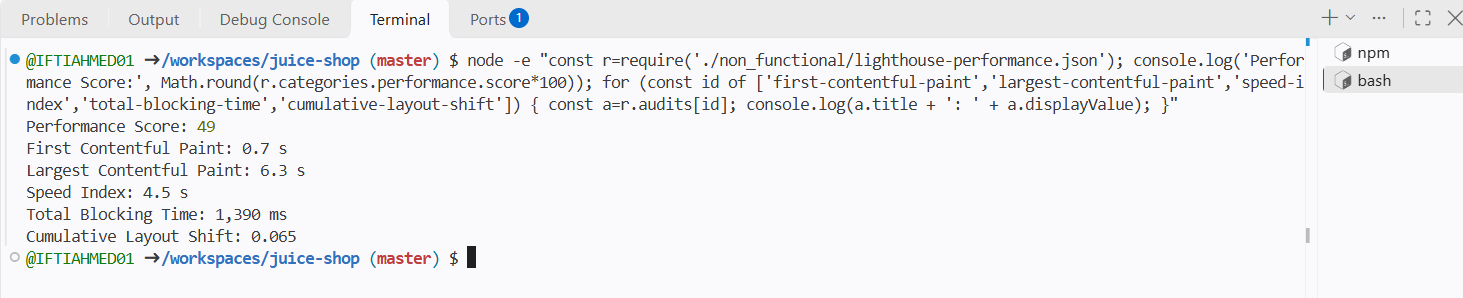 Problems Output Debug Console Terminal Ports 1
@IFTIAHMED01 ➜/workspaces/juice-shop (master) $ node -e "const r=require('./non_functional/lighthouse-performance.json'); console.log('Perfor
mance Score:', Math.round(r.categories.performance.score*100)); for (const id of ['first-contentful-paint','largest-contentful-paint','speed-i
ndex','total-blocking-time','cumulative-layout-shift']) { const a=r.audits[id]; console.log(a.title + ': ' + a.displayValue); }"
Performance Score: 49
First Contentful Paint: 0.7 s
Largest Contentful Paint: 6.3 s
Speed Index: 4.5 s
Total Blocking Time: 1,390 ms
Cumulative Layout Shift: 0.065
@IFTIAHMED01 ➜/workspaces/juice-shop (master) $
npm
bash